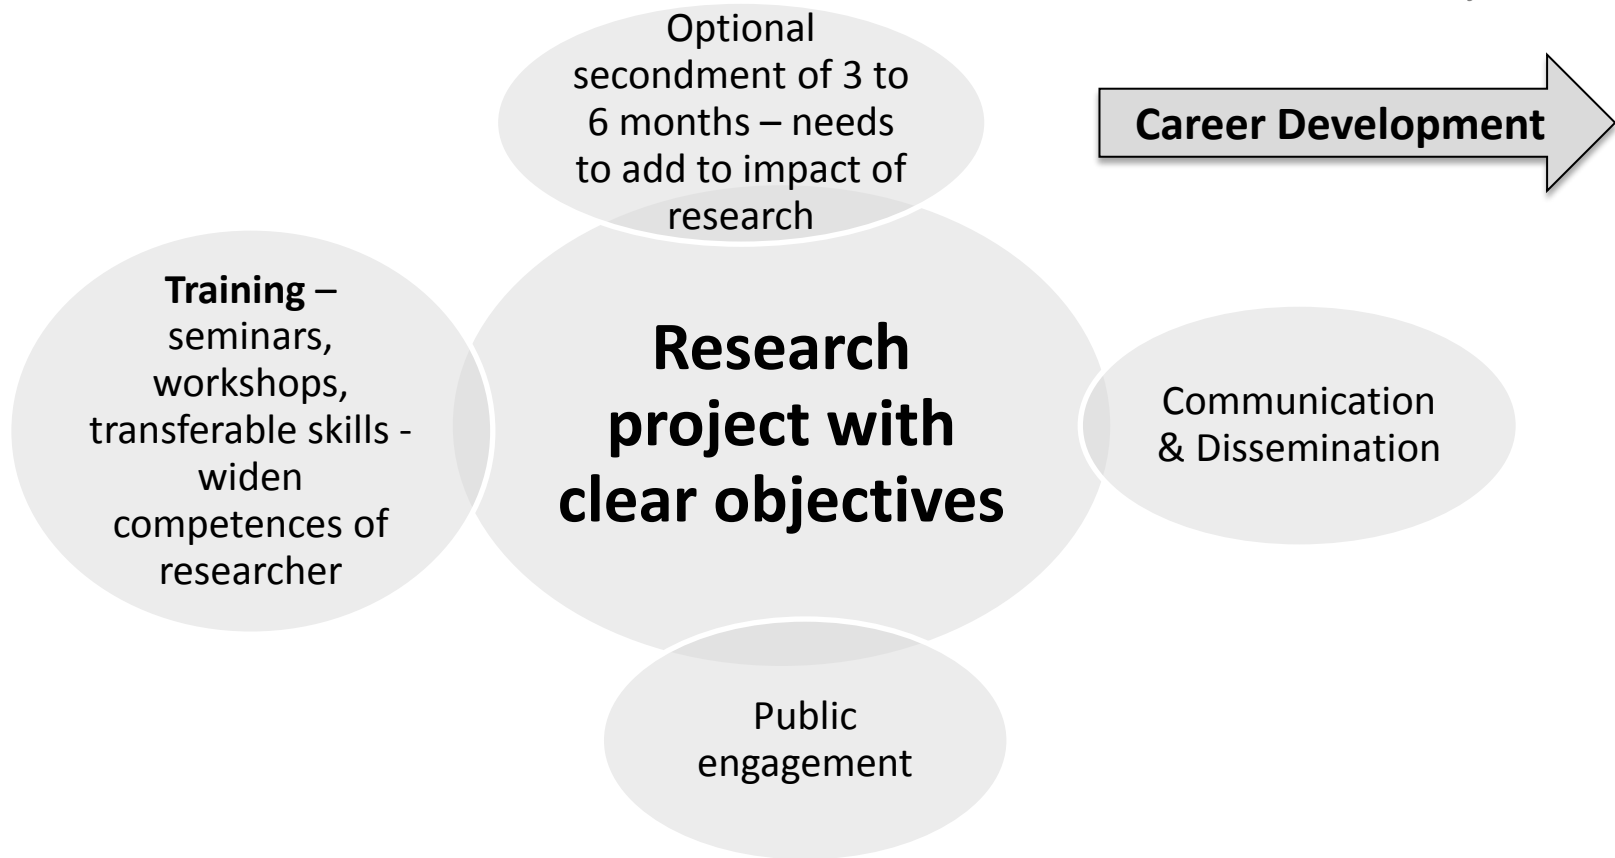 Optional
secondment of 3 to
6 months – needs
to add to impact of
research
Career Development
Training –
seminars,
workshops,
transferable skills -
widen
competences of
researcher
Research
project with
clear objectives
Communication
& Dissemination
Public
engagement